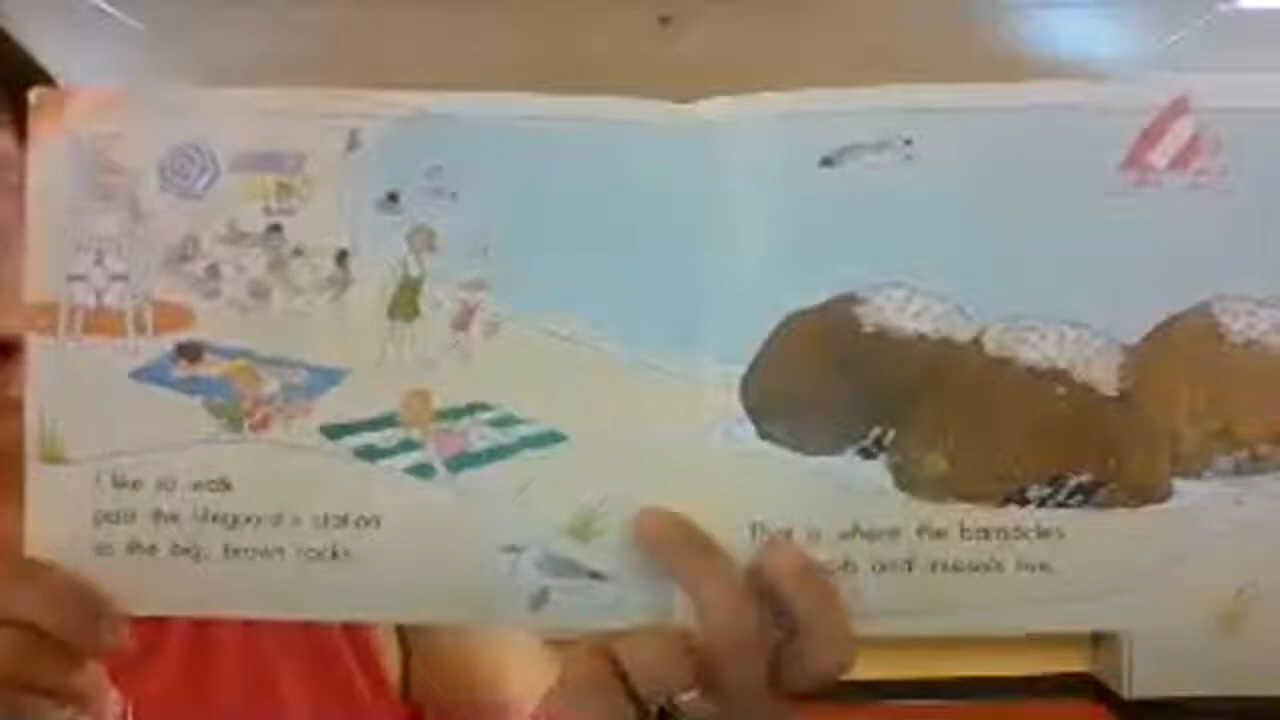 I like to walk
past the lifeguard's station
to the big, brown rocks.
That is where the barnacles
and mussels live.